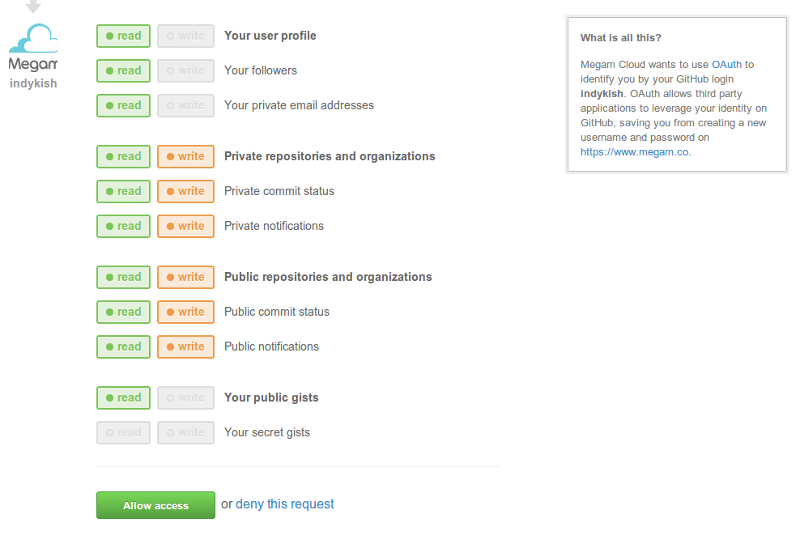 Megam
indykish
read write Your user profile
read write Your followers
read write Your private email addresses
read write Private repositories and organizations
read write Private commit status
read write Private notifications
read write Public repositories and organizations
read write Public commit status
read write Public notifications
read write Your public gists
read write Your secret gists
Allow access or deny this request
What is all this?
Megam Cloud wants to use OAuth to
identify you by your GitHub login
indykish. OAuth allows third party
applications to leverage your identity on
GitHub, saving you from creating a new
username and password on
https://www.megam.co.